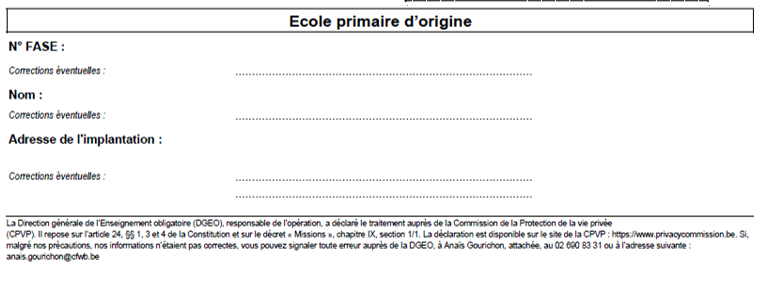 Ecole primaire d'origine
N° FASE :
Corrections éventuelles : ............................................................................................
Nom :
Corrections éventuelles : ............................................................................................
Adresse de l'implantation :
Corrections éventuelles : ............................................................................................
............................................................................................
La Direction générale de l'Enseignement obligatoire (DGEO), responsable de l'opération, a déclaré le traitement auprès de la Commission de la Protection de la vie privée
(CPVP). Il repose sur l'article 24, §§ 1, 3 et 4 de la Constitution et sur le décret « Missions », chapitre IX, section 1/1. La déclaration est disponible sur le site de la CPVP : https://www.privacycommission.be. Si,
malgré nos précautions, nos informations n'étaient pas correctes, vous pouvez signaler toute erreur auprès de la DGEO, à Anaïs Gourichon, attachée, au 02 690 83 31 ou à l'adresse suivante :
anais.gourichon@cfwb.be